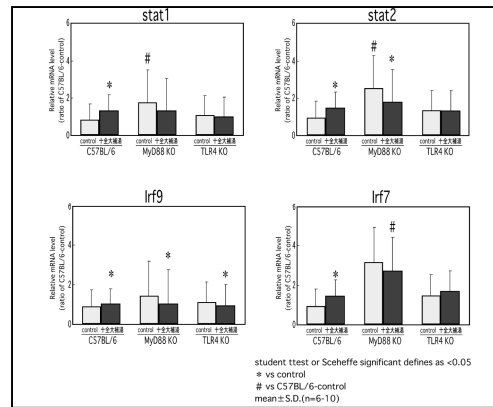 stat1
Relative mRNA level
(ratio of C57BL/6-control)
6
4
2
0
#
*
control 十全大補湯 control 十全大補湯 control 十全大補湯
C57BL/6 MyD88 KO TLR4 KO
stat2
Relative mRNA level
(ratio of C57BL/6-control)
6
4
2
0
#
*
*
control 十全大補湯 control 十全大補湯 control 十全大補湯
C57BL/6 MyD88 KO TLR4 KO
Irf9
Relative mRNA level
(ratio of C57BL/6-control)
6
4
2
0
* * *
control 十全大補湯 control 十全大補湯 control 十全大補湯
C57BL/6 MyD88 KO TLR4 KO
Irf7
Relative mRNA level
(ratio of C57BL/6-control)
6
4
2
0
#
*
control 十全大補湯 control 十全大補湯 control 十全大補湯
C57BL/6 MyD88 KO TLR4 KO
student ttest or Sceheffe significant defines as <0.05
* vs control
# vs C57BL/6-control
mean±S.D.(n=6-10)